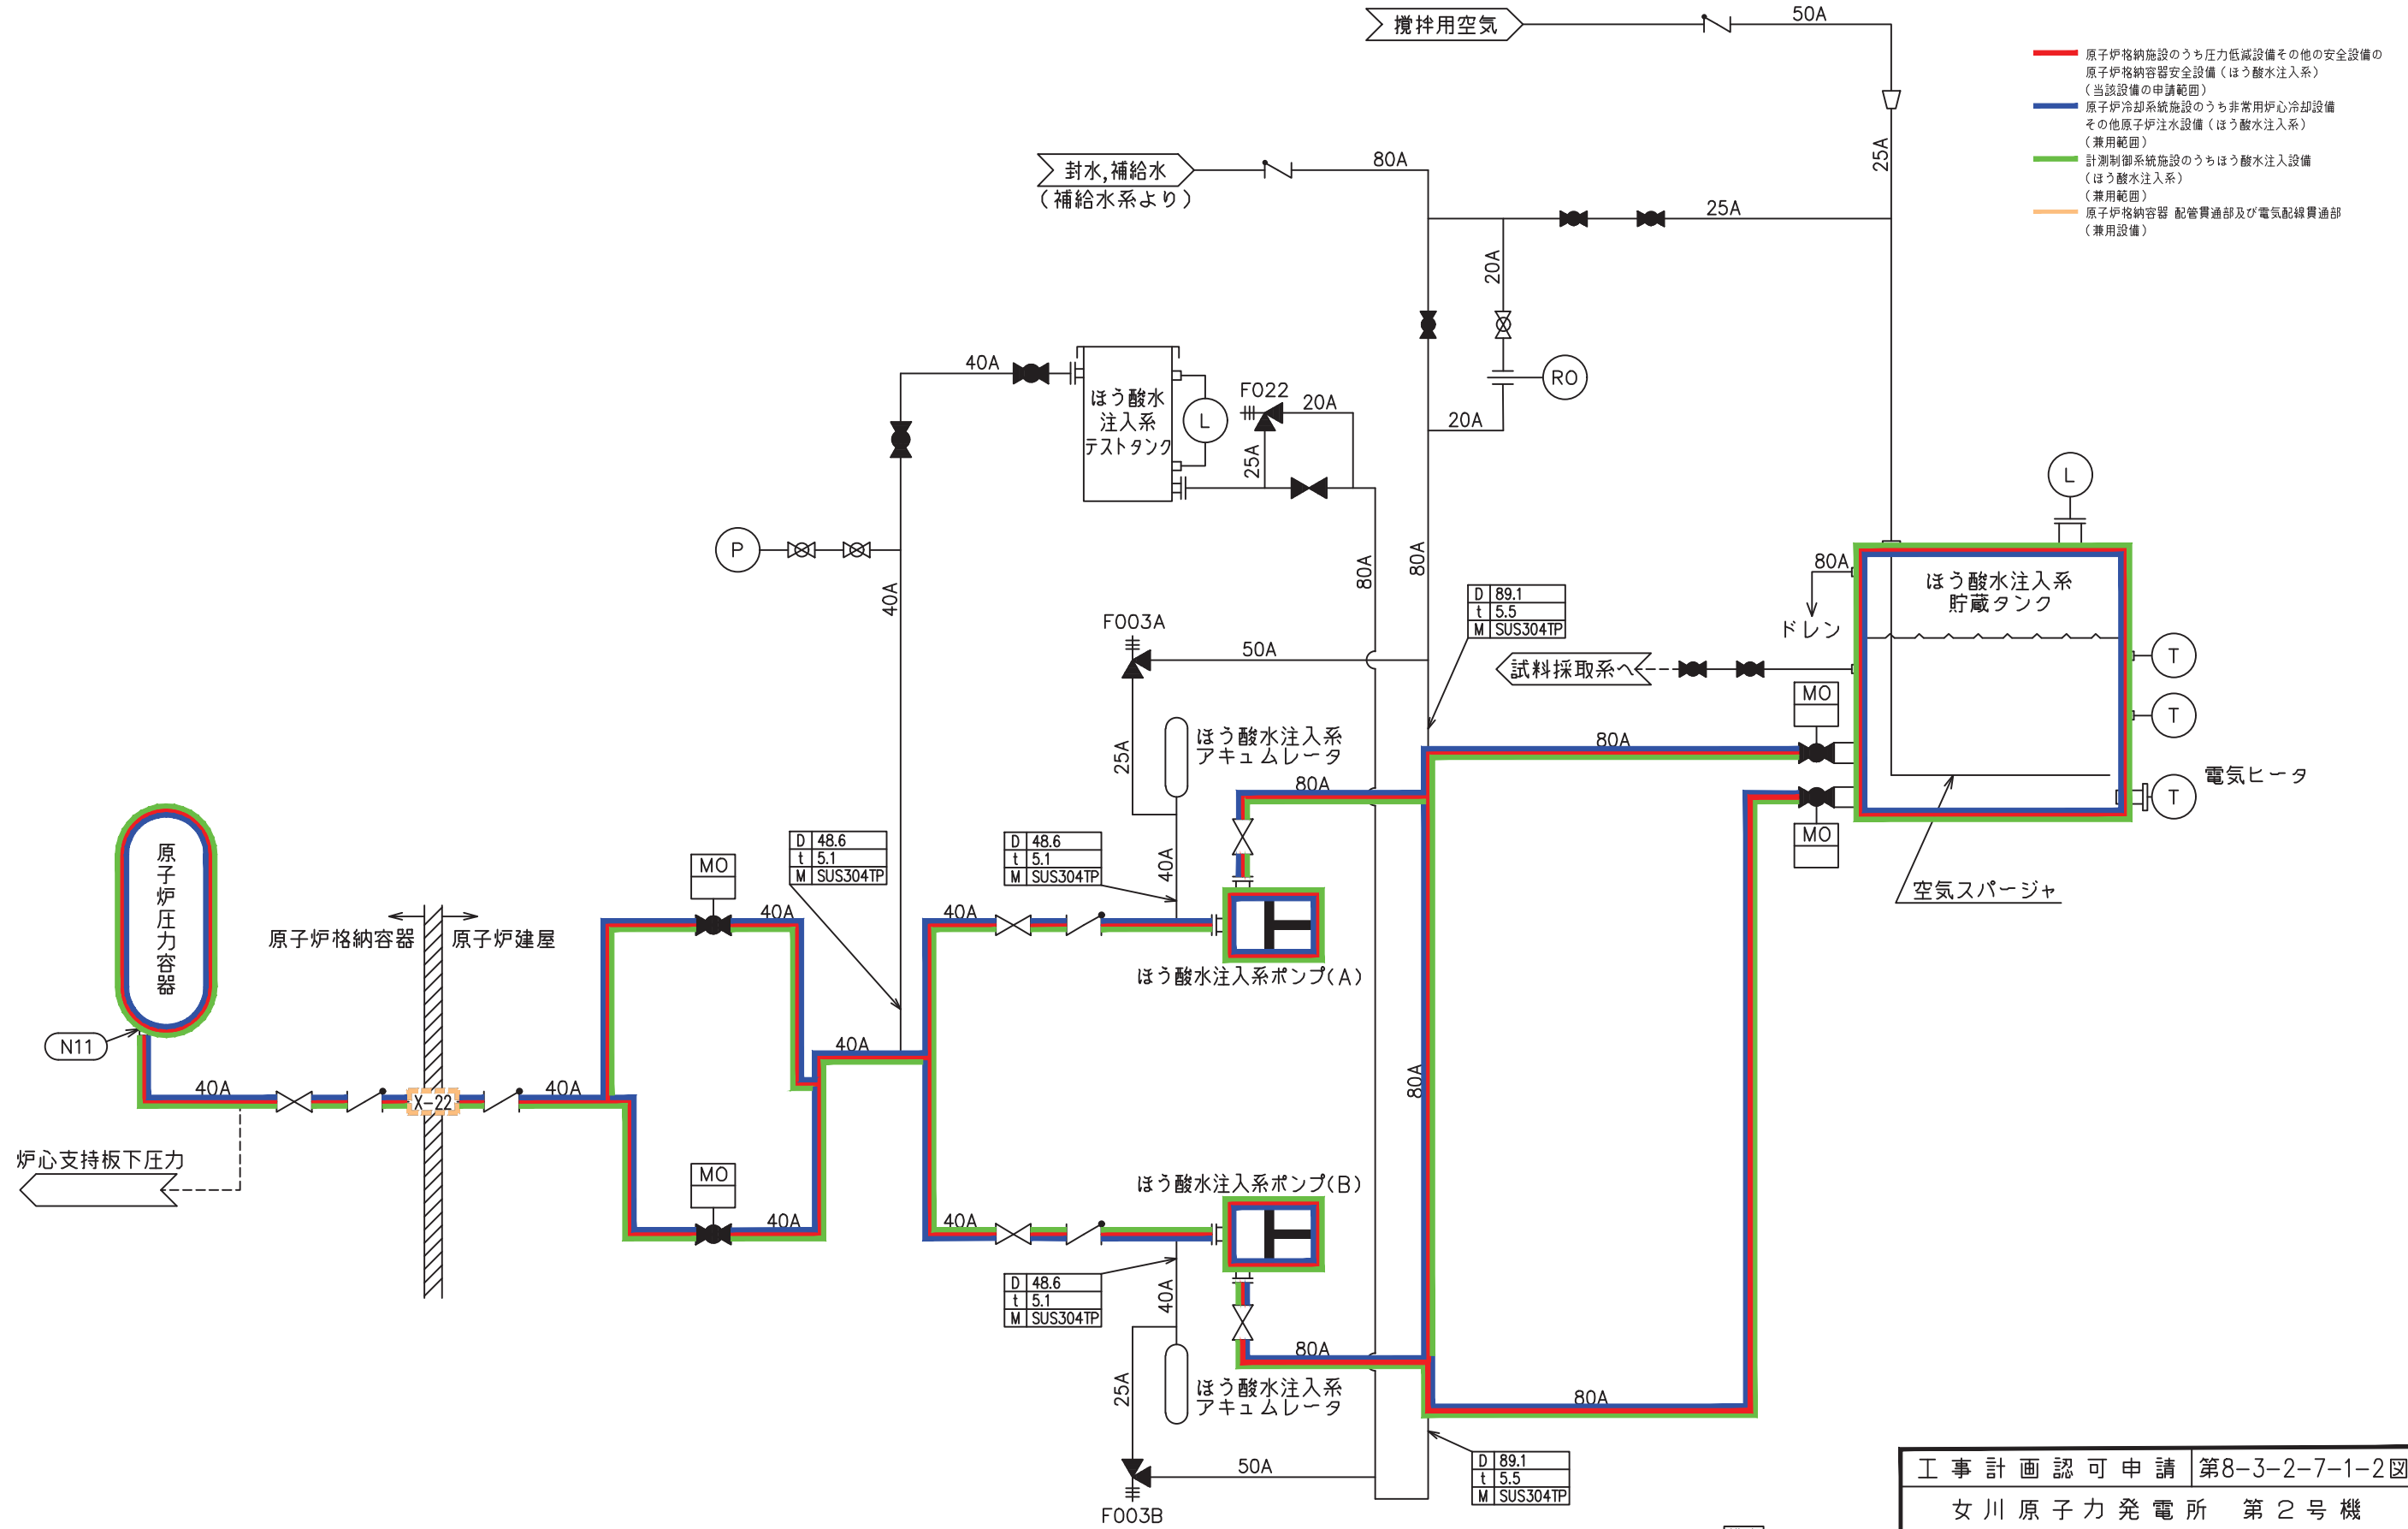 攪拌用空気
50A
原子炉格納施設のうち圧力低減設備その他の安全設備の
原子炉格納容器安全設備(ほう酸水注入系)
(当該設備の申請範囲)
原子炉冷却系統施設のうち非常用炉心冷却設備
その他原子炉注水設備(ほう酸水注入系)
(兼用範囲)
計測制御系統施設のうちほう酸水注入設備
(ほう酸水注入系)
(兼用範囲)
原子炉格納容器 配管貫通部及び電気配線貫通部
(兼用設備)
25A
封水,補給水
(補給水系より)
80A
25A
20A
RO
20A
40A
ほう酸水
注入系
テストタンク
L
F022
20A
25A
L
P
40A
80A
80A
80A
ドレン
ほう酸水注入系
貯蔵タンク
D 89.1
t 5.5
M SUS304TP
F003A
50A
試料採取系へ
T
T
T
電気ヒータ
MO
MO
空気スパージャ
25A
ほう酸水注入系
アキュムレータ
80A
80A
40A
D 48.6
t 5.1
M SUS304TP
D 48.6
t 5.1
M SUS304TP
原子炉圧力容器
原子炉格納容器
原子炉建屋
MO
40A
40A
ほう酸水注入系ポンプ(A)
N11
40A
X-22
40A
40A
80A
炉心支持板下圧力
MO
40A
40A
ほう酸水注入系ポンプ(B)
D 48.6
t 5.1
M SUS304TP
40A
80A
80A
25A
ほう酸水注入系
アキュムレータ
50A
F003B
D 89.1
t 5.5
M SUS304TP
工事計画認可申請 第8-3-2-7-1-2図
女川原子力発電所 第2号機